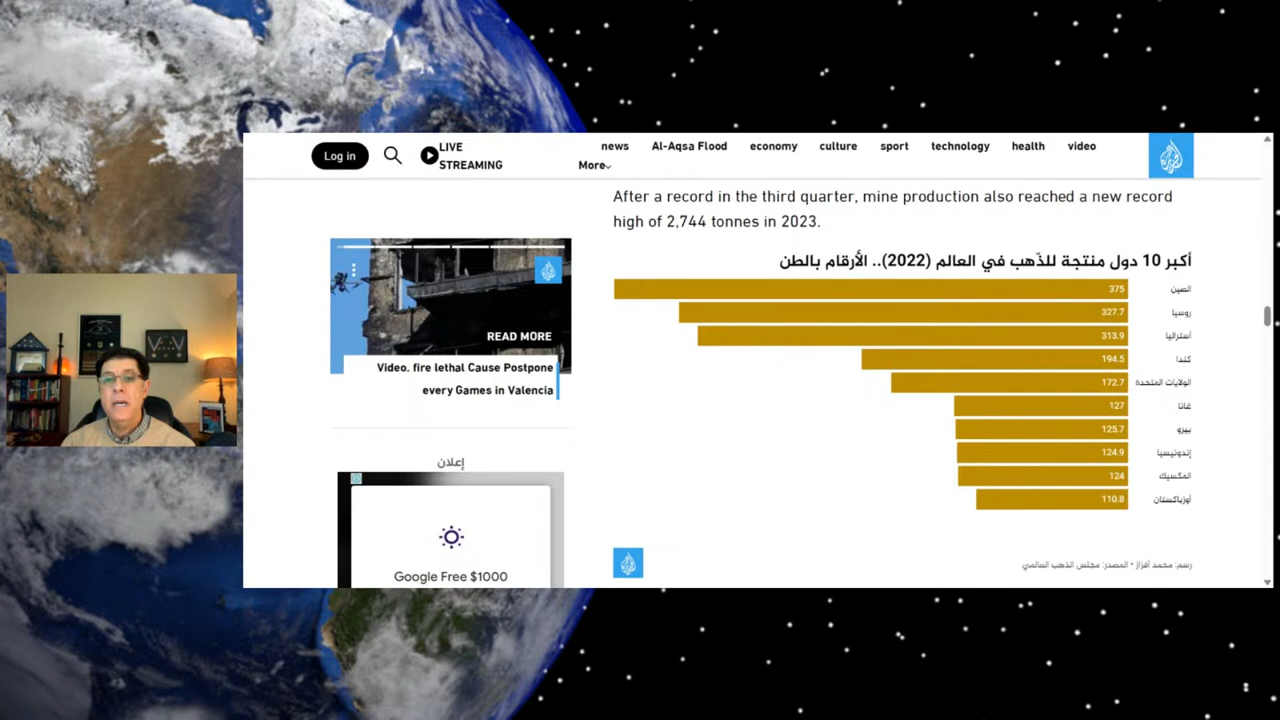 Log in
LIVE
STREAMING
news Al-Aqsa Flood economy culture sport technology health video
More
After a record in the third quarter, mine production also reached a new record
high of 2,744 tonnes in 2023.
READ MORE
Video. fire lethal Cause Postpone
every Games in Valencia
إعلان
Google Free $1000
أكبر 10 دول منتجة للذّهب في العالم (2022).. الأرقام بالطن
الصين 375
روسيا 327.7
أستراليا 313.9
كندا 194.5
الولايات المتحدة 172.7
غانا 127
بيرو 125.7
إندونيسيا 124.9
المكسيك 124
أوزباكستان 110.8
رسم: محمد أفزاز • المصدر: مجلس الذهب العالمي